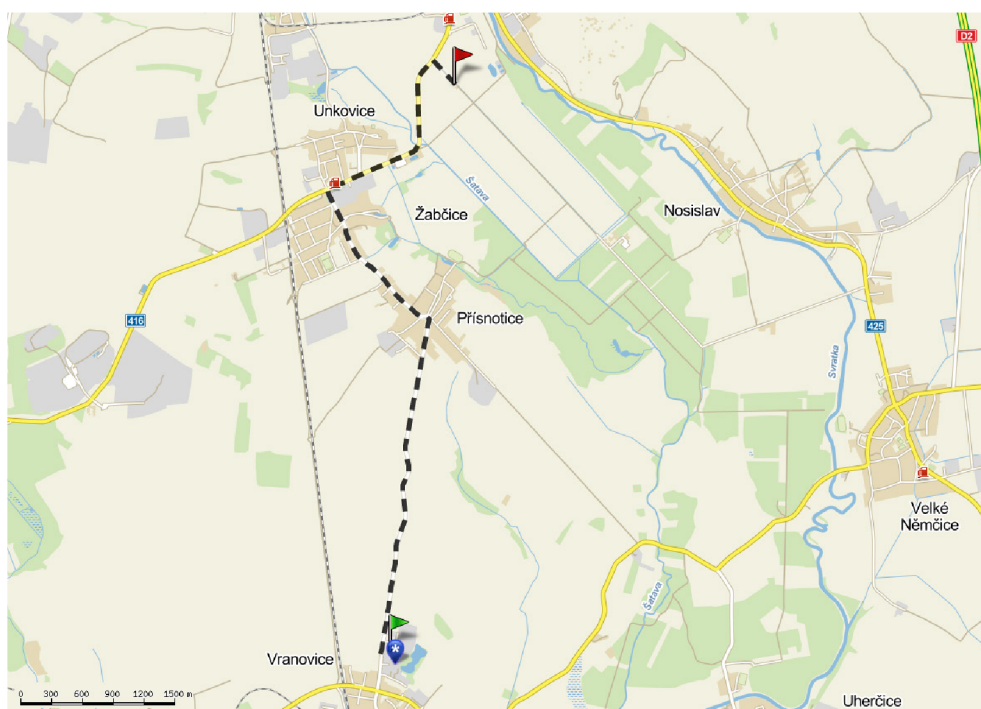 D2
Unkovice
Šatava
Žabčice
Nosislav
Přísnotice
416
425
Svratka
Velké
Němčice
Šatava
Vranovice
Uherčice
0 300 600 900 1200 1500 m